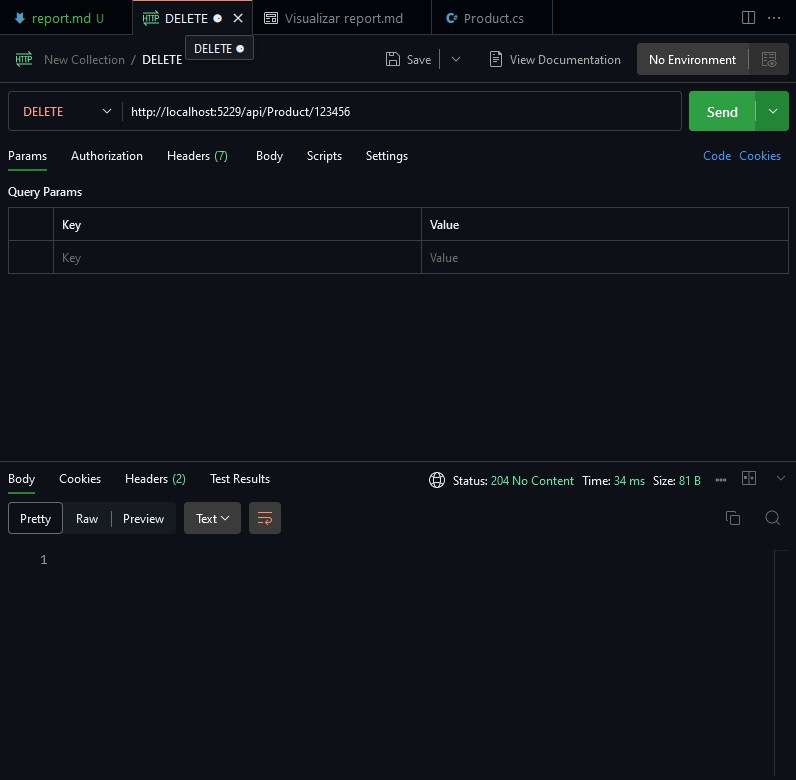 report.md U
HTTP DELETE
Visualizar report.md
C# Product.cs
DELETE
HTTP New Collection / DELETE
Save
View Documentation
No Environment
DELETE
http://localhost:5229/api/Product/123456
Send
Params Authorization Headers (7) Body Scripts Settings
Code Cookies
Query Params
Key Value
Key Value
Body Cookies Headers (2) Test Results
Status: 204 No Content Time: 34 ms Size: 81 B
Pretty Raw Preview Text
1